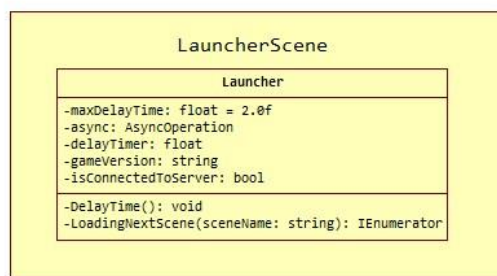 LauncherScene
Launcher
-maxDelayTime: float = 2.0f
-async: AsyncOperation
-delayTimer: float
-gameVersion: string
-isConnectedToServer: bool
-DelayTime(): void
-LoadingNextScene(sceneName: string): IEnumerator